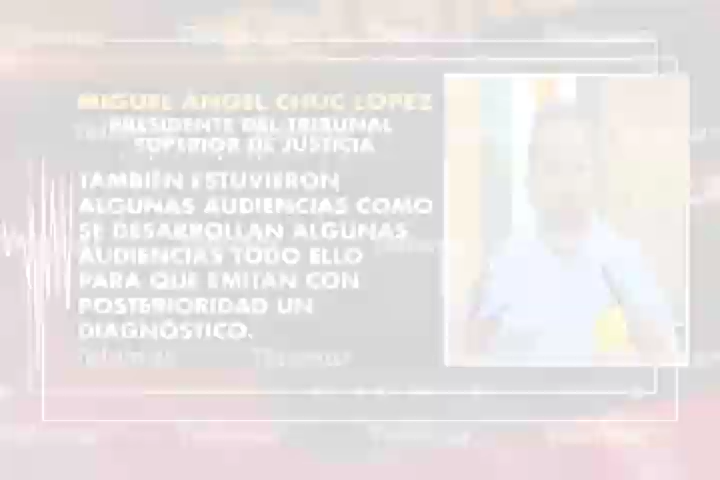 MIGUEL ÁNGEL CHUC LÓPEZ
PRESIDENTE DEL TRIBUNAL
SUPERIOR DE JUSTICIA
TAMBIÉN ESTUVIERON
ALGUNAS AUDIENCIAS COMO
SE DESARROLLAN ALGUNAS
AUDIENCIAS TODO ELLO
PARA QUE EMITAN CON
POSTERIORIDAD UN
DIAGNÓSTICO.